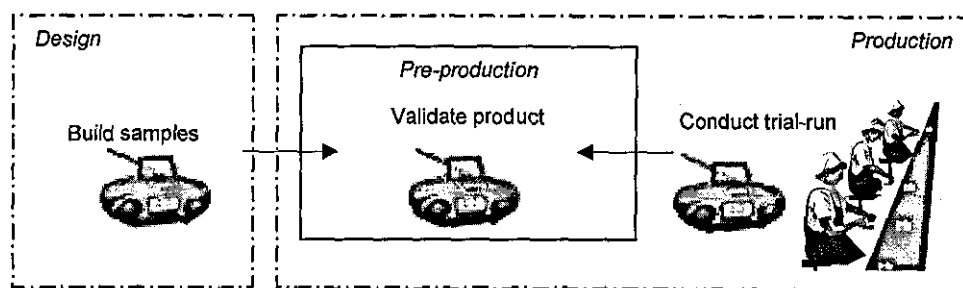 Design
Production
Pre-production
Build samples
Validate product
Conduct trial-run